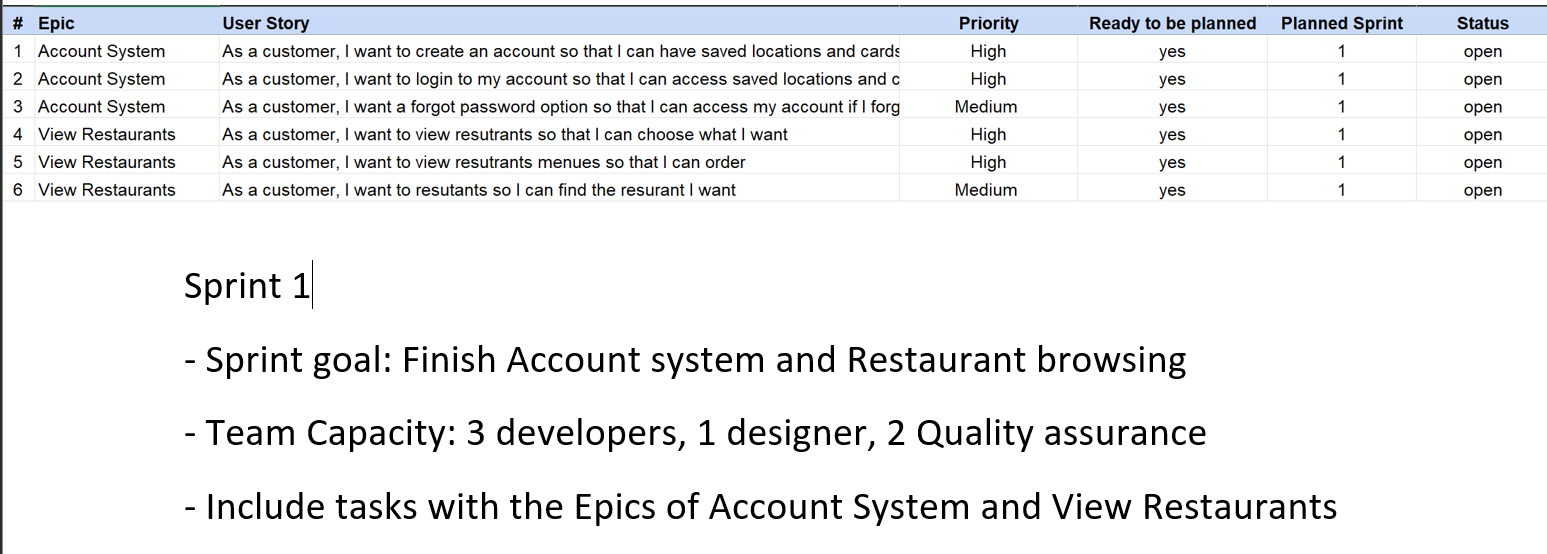 # Epic User Story Priority Ready to be planned Planned Sprint Status
1 Account System As a customer, I want to create an account so that I can have saved locations and cards High yes 1 open
2 Account System As a customer, I want to login to my account so that I can access saved locations and c High yes 1 open
3 Account System As a customer, I want a forgot password option so that I can access my account if I forg Medium yes 1 open
4 View Restaurants As a customer, I want to view resutrants so that I can choose what I want High yes 1 open
5 View Restaurants As a customer, I want to view resutrants menues so that I can order High yes 1 open
6 View Restaurants As a customer, I want to resutants so I can find the resurant I want Medium yes 1 open
Sprint 1
- Sprint goal: Finish Account system and Restaurant browsing
- Team Capacity: 3 developers, 1 designer, 2 Quality assurance
- Include tasks with the Epics of Account System and View Restaurants